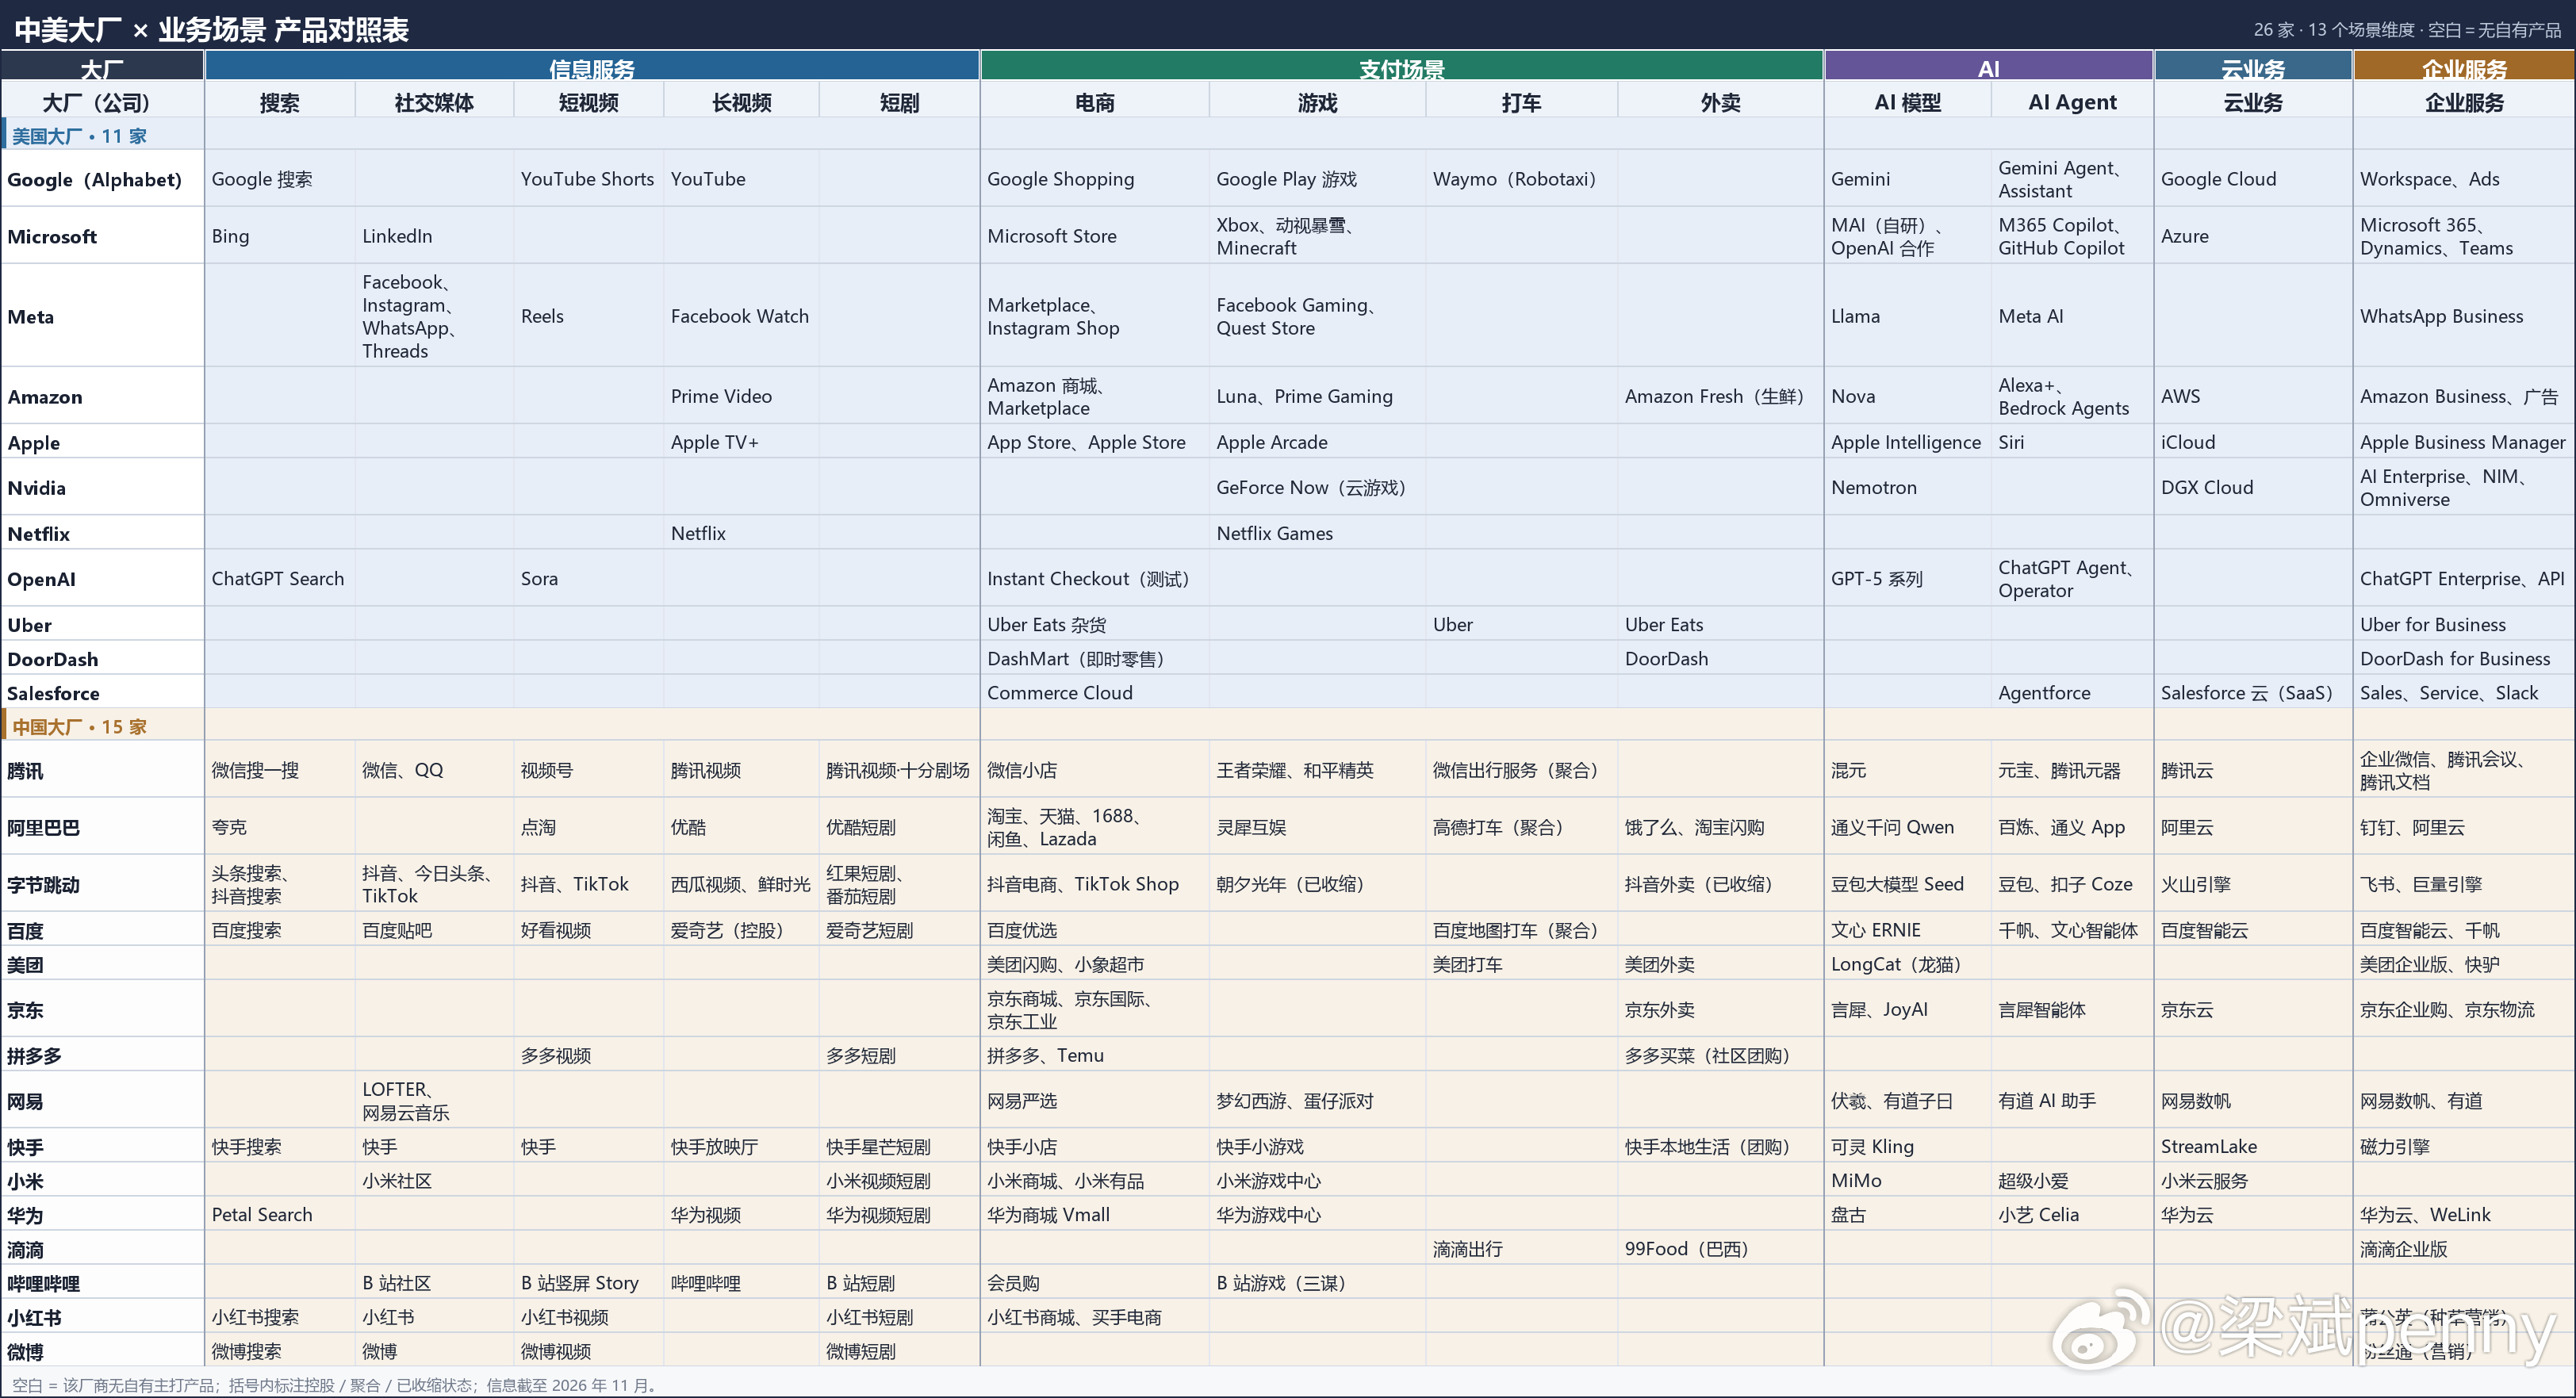 中美大厂 × 业务场景 产品对照表
26 家 · 13 个场景维度 · 空白 = 无自有产品
大厂 信息服务 支付场景 AI 云业务 企业服务
大厂（公司） 搜索 社交媒体 短视频 长视频 短剧 电商 游戏 打车 外卖 AI 模型 AI Agent 云业务 企业服务
美国大厂 · 11 家
Google（Alphabet） Google 搜索 YouTube Shorts YouTube Google Shopping Google Play 游戏 Waymo（Robotaxi） Gemini Gemini Agent、
Assistant Google Cloud Workspace、Ads
Microsoft Bing LinkedIn Microsoft Store Xbox、动视暴雪、
Minecraft MAI（自研）、
OpenAI 合作 M365 Copilot、
GitHub Copilot Azure Microsoft 365、
Dynamics、Teams
Meta Facebook、
Instagram、
WhatsApp、
Threads Reels Facebook Watch Marketplace、
Instagram Shop Facebook Gaming、
Quest Store Llama Meta AI WhatsApp Business
Amazon Prime Video Amazon 商城、
Marketplace Luna、Prime Gaming Amazon Fresh（生鲜） Nova Alexa+、
Bedrock Agents AWS Amazon Business、广告
Apple Apple TV+ App Store、Apple Store Apple Arcade Apple Intelligence Siri iCloud Apple Business Manager
Nvidia GeForce Now（云游戏） Nemotron DGX Cloud AI Enterprise、NIM、
Omniverse
Netflix Netflix Netflix Games
OpenAI ChatGPT Search Sora Instant Checkout（测试） GPT-5 系列 ChatGPT Agent、
Operator ChatGPT Enterprise、API
Uber Uber Eats 杂货 Uber Uber Eats Uber for Business
DoorDash DashMart（即时零售） DoorDash DoorDash for Business
Salesforce Commerce Cloud Agentforce Salesforce 云（SaaS） Sales、Service、Slack
中国大厂 · 15 家
腾讯 微信搜一搜 微信、QQ 视频号 腾讯视频 腾讯视频·十分剧场 微信小店 王者荣耀、和平精英 微信出行服务（聚合） 混元 元宝、腾讯元器 腾讯云 企业微信、腾讯会议、
腾讯文档
阿里巴巴 夸克 点淘 优酷 优酷短剧 淘宝、天猫、1688、
闲鱼、Lazada 灵犀互娱 高德打车（聚合） 饿了么、淘宝闪购 通义千问 Qwen 百炼、通义 App 阿里云 钉钉、阿里云
字节跳动 头条搜索、
抖音搜索 抖音、今日头条、
TikTok 抖音、TikTok 西瓜视频、鲜时光 红果短剧、
番茄短剧 抖音电商、TikTok Shop 朝夕光年（已收缩） 抖音外卖（已收缩） 豆包大模型 Seed 豆包、扣子 Coze 火山引擎 飞书、巨量引擎
百度 百度搜索 百度贴吧 好看视频 爱奇艺（控股） 爱奇艺短剧 百度优选 百度地图打车（聚合） 文心 ERNIE 千帆、文心智能体 百度智能云 百度智能云、千帆
美团 美团闪购、小象超市 美团打车 美团外卖 LongCat（龙猫） 美团企业版、快驴
京东 京东商城、京东国际、
京东工业 京东外卖 言犀、JoyAI 言犀智能体 京东云 京东企业购、京东物流
拼多多 多多视频 多多短剧 拼多多、Temu 多多买菜（社区团购）
网易 LOFTER、
网易云音乐 网易严选 梦幻西游、蛋仔派对 伏羲、有道子曰 有道 AI 助手 网易数帆 网易数帆、有道
快手 快手搜索 快手 快手 快手放映厅 快手星芒短剧 快手小店 快手小游戏 快手本地生活（团购） 可灵 Kling StreamLake 磁力引擎
小米 小米社区 小米视频短剧 小米商城、小米有品 小米游戏中心 MiMo 超级小爱 小米云服务
华为 Petal Search 华为视频 华为视频短剧 华为商城 Vmall 华为游戏中心 盘古 小艺 Celia 华为云 华为云、WeLink
滴滴 滴滴出行 99Food（巴西） 滴滴企业版
哔哩哔哩 B 站社区 B 站竖屏 Story 哔哩哔哩 B 站短剧 会员购 B 站游戏（三谋）
小红书 小红书搜索 小红书 小红书视频 小红书短剧 小红书商城、买手电商 蒲公英（种草营销）
微博 微博搜索 微博 微博视频 微博短剧 粉丝通（营销）
空白 = 该厂商无自有主打产品；括号内标注控股 / 聚合 / 已收缩状态；信息截至 2026 年 11 月。
@梁斌penny